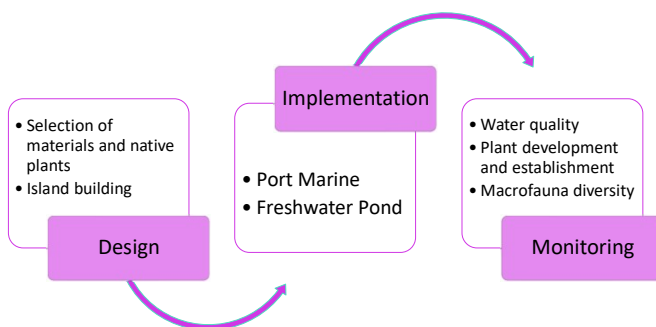 • Selection of
materials and native
plants
• Island building
Design
Implementation
• Port Marine
• Freshwater Pond
• Water quality
• Plant development
and establishment
• Macrofauna diversity
Monitoring